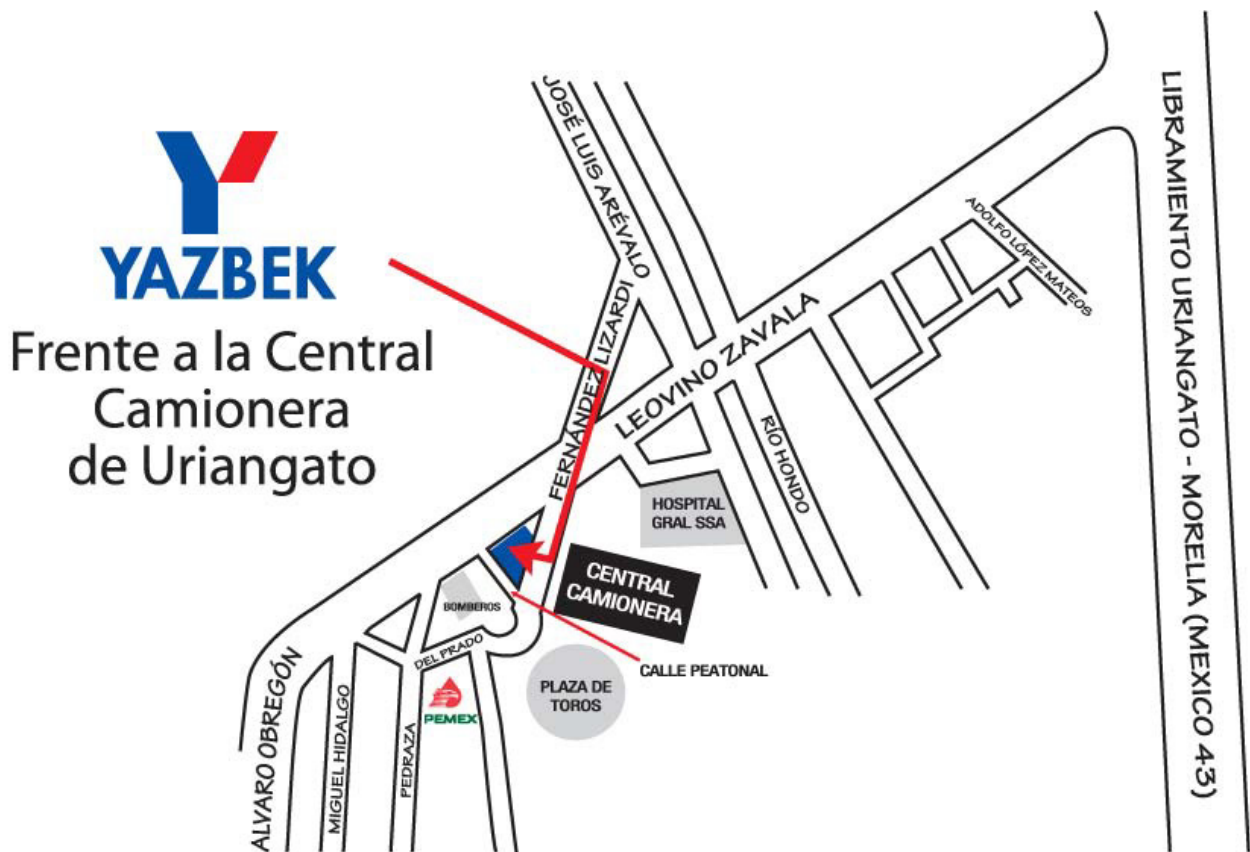 YAZBEK
Frente a la Central
Camionera
de Uriangato
JOSÉ LUIS ARÉVALO
FERNÁNDEZ LIZARDI
LEOVINO ZAVALA
ADOLFO LÓPEZ MATEOS
LIBRAMIENTO URIANGATO - MORELIA (MEXICO 43)
RÍO HONDO
HOSPITAL
GRAL SSA
CENTRAL
CAMIONERA
BOMBEROS
DEL PRADO
CALLE PEATONAL
PLAZA DE
TOROS
PEMEX
ALVARO OBREGÓN
MIGUEL HIDALGO
PEDRAZA